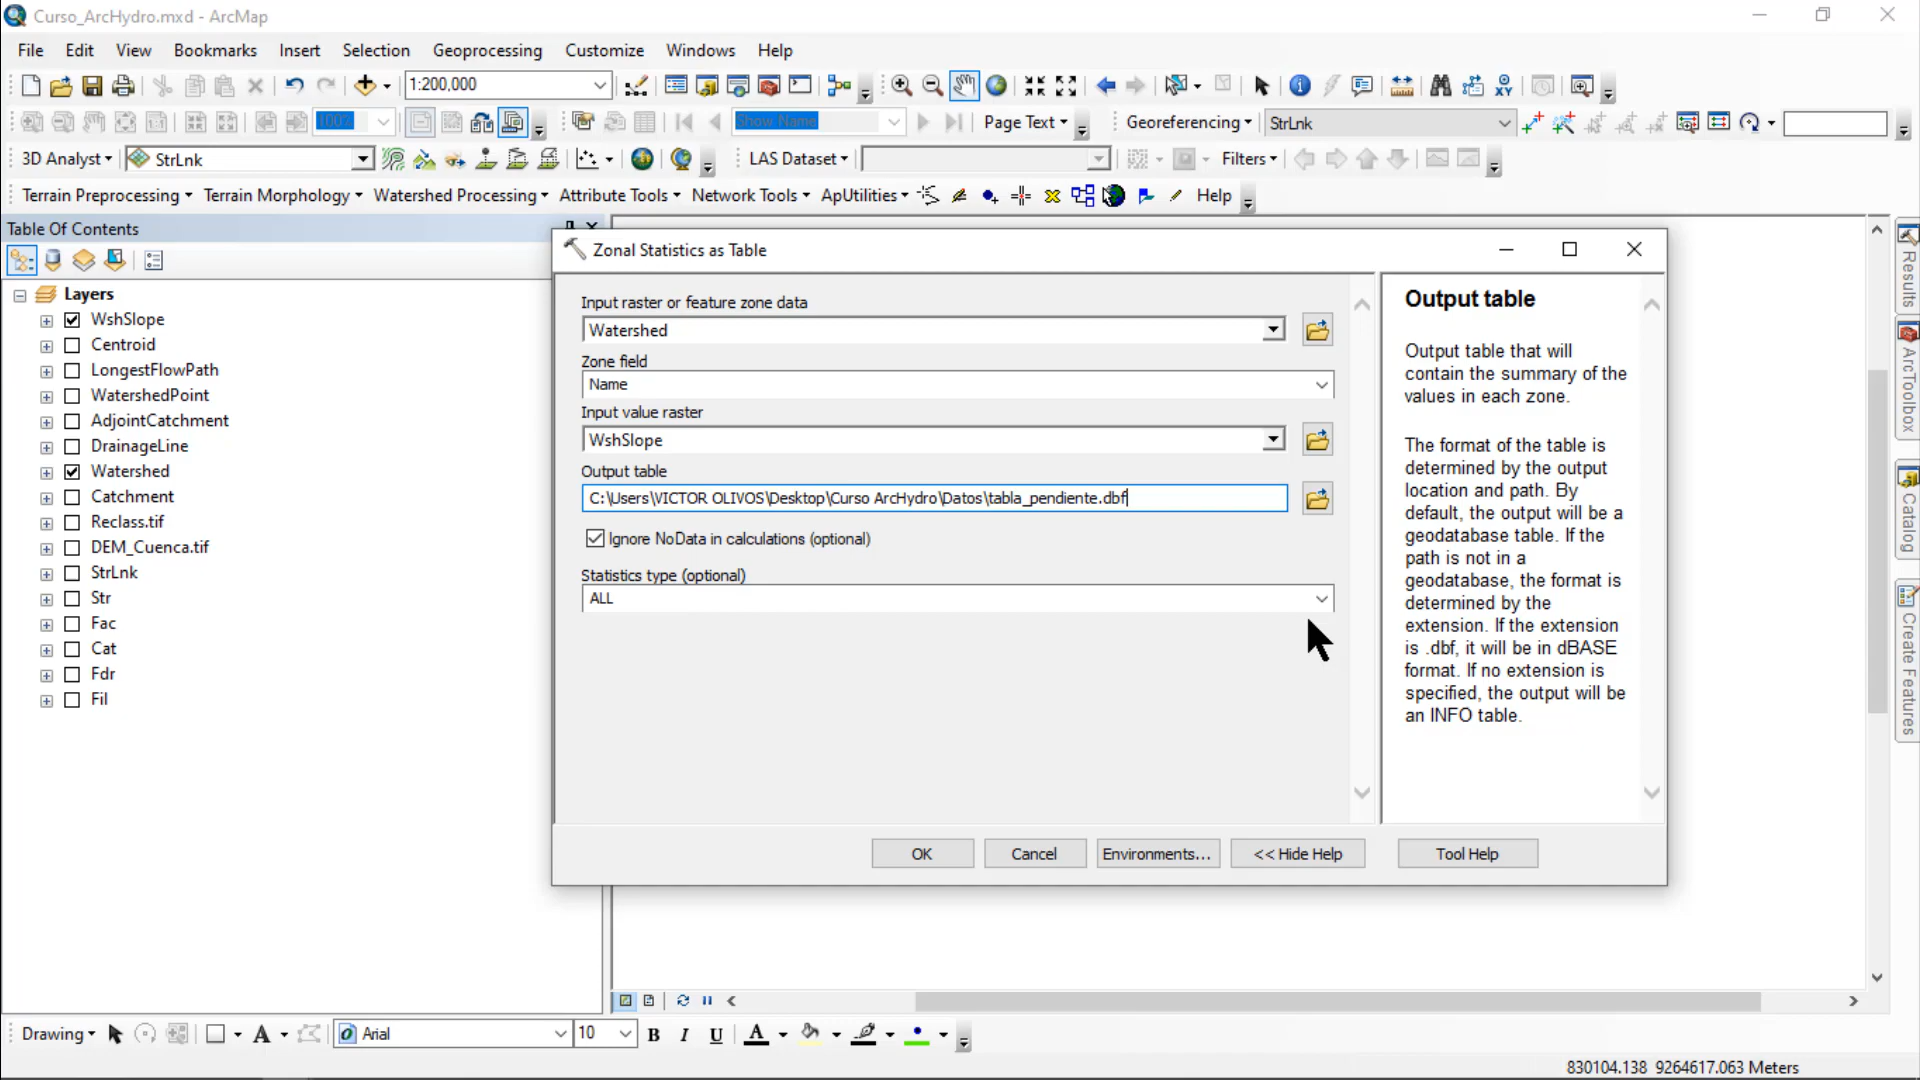 Curso_ArcHydro.mxd - ArcMap
File Edit View Bookmarks Insert Selection Geoprocessing Customize Windows Help
1:200,000
100% Show Name Page Text Georeferencing StrLnk
3D Analyst StrLnk LAS Dataset Filters
Terrain Preprocessing Terrain Morphology Watershed Processing Attribute Tools Network Tools ApUtilities Help
Table Of Contents
Layers
WshSlope
Centroid
LongestFlowPath
WatershedPoint
AdjointCatchment
DrainageLine
Watershed
Catchment
Reclass.tif
DEM_Cuenca.tif
StrLnk
Str
Fac
Cat
Fdr
Fil
Zonal Statistics as Table
Input raster or feature zone data
Watershed
Zone field
Name
Input value raster
WshSlope
Output table
C:\Users\VICTOR OLIVOS\Desktop\Curso ArcHydro\Datos\tabla_pendiente.dbf
Ignore NoData in calculations (optional)
Statistics type (optional)
ALL
OK Cancel Environments... << Hide Help Tool Help
Output table
Output table that will
contain the summary of the
values in each zone.
The format of the table is
determined by the output
location and path. By
default, the output will be a
geodatabase table. If the
path is not in a
geodatabase, the format is
determined by the
extension. If the extension
is .dbf, it will be in dBASE
format. If no extension is
specified, the output will be
an INFO table.
Results
ArcToolbox
Catalog
Create Features
Drawing A Arial 10 B I U A
830104.138 9264617.063 Meters